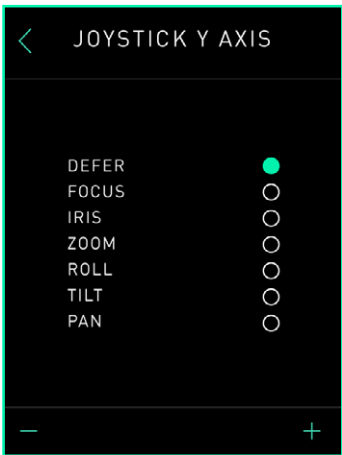 JOYSTICK Y AXIS
DEFER
FOCUS
IRIS
ZOOM
ROLL
TILT
PAN
− +